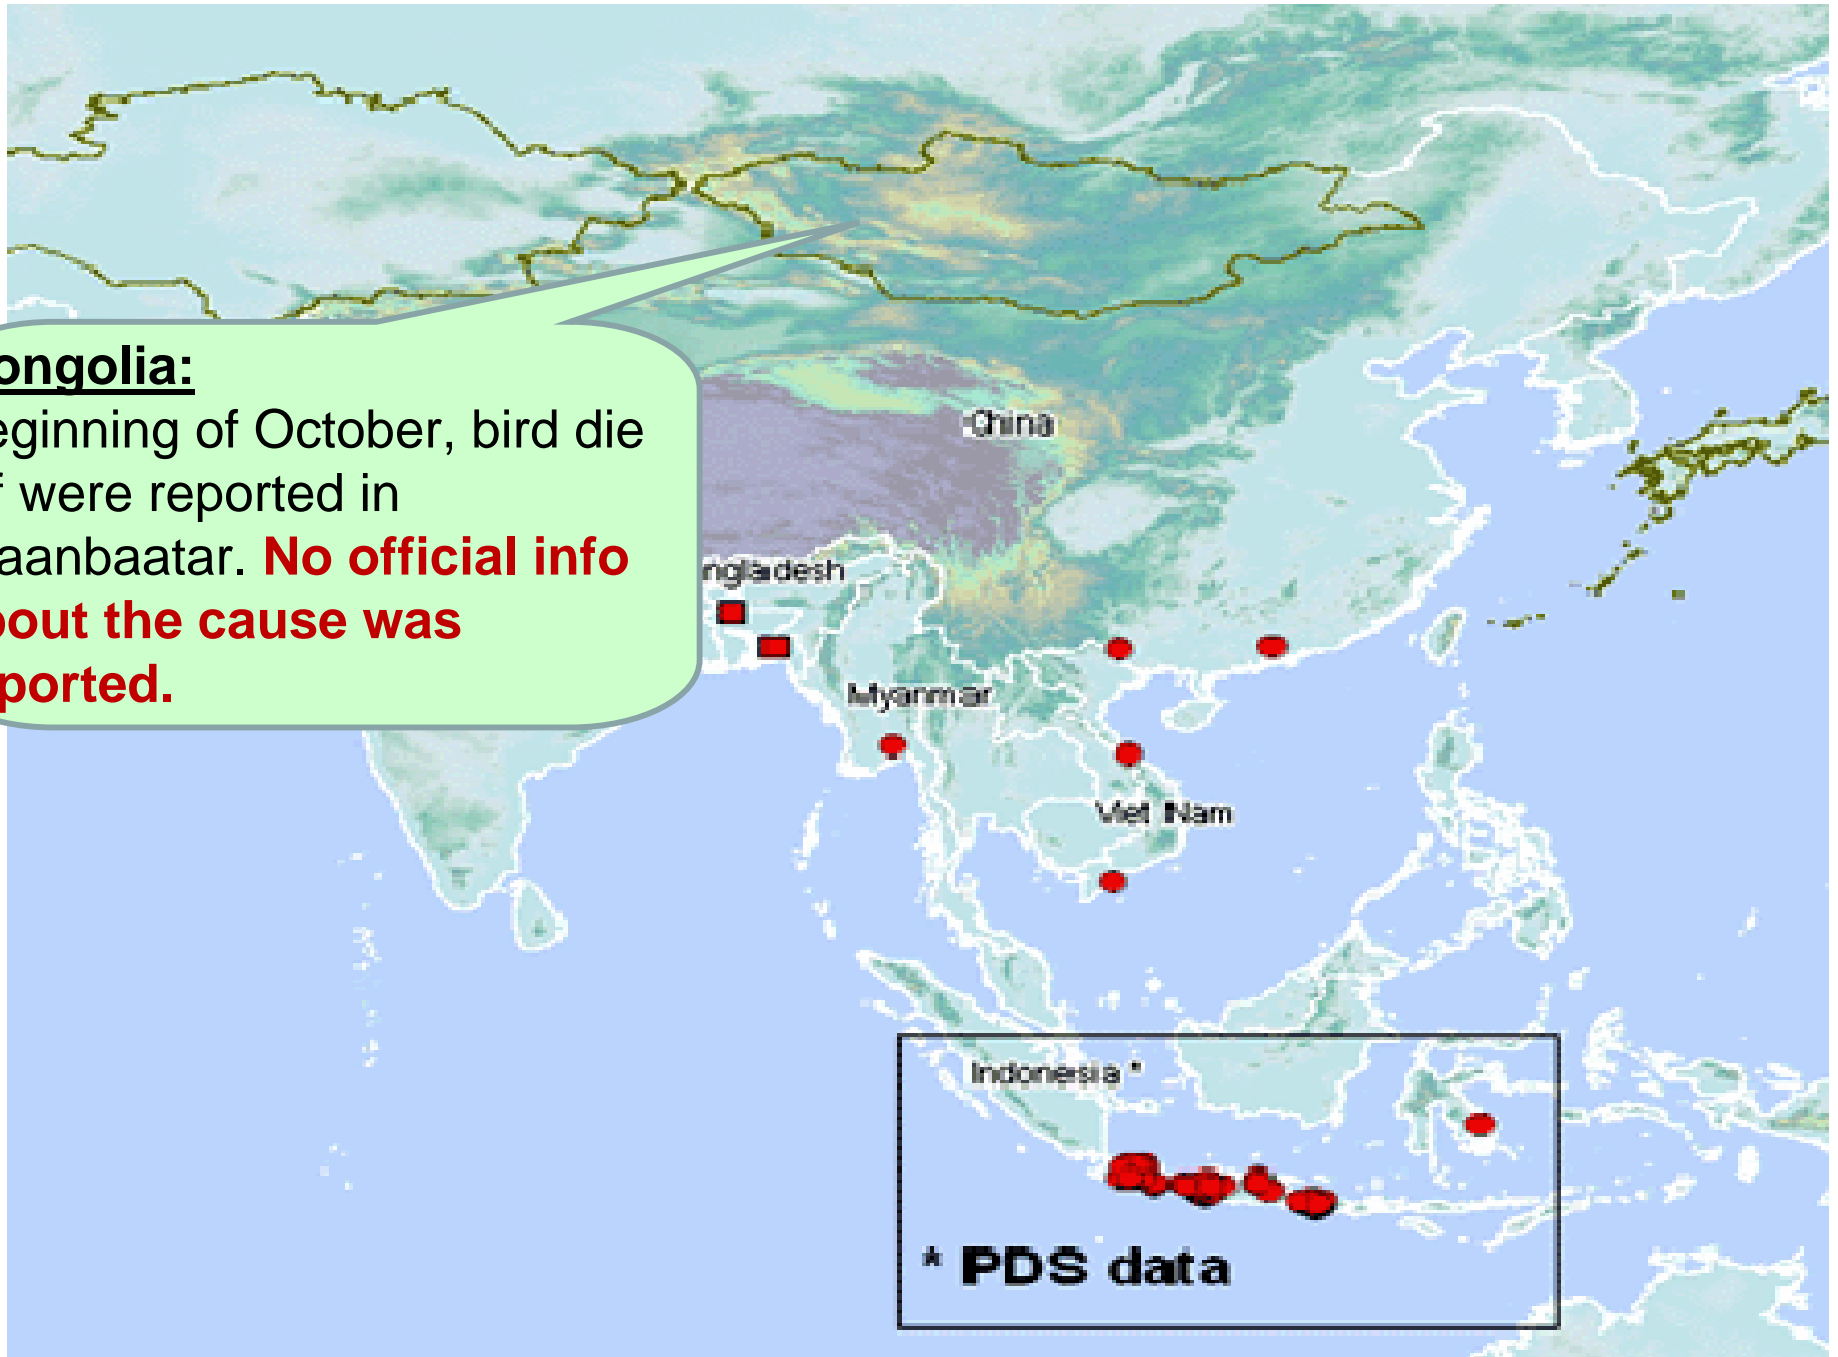 ongolia:
eginning of October, bird die
f were reported in
aanbaatar. No official info
bout the cause was
ported.
China
ngladesh
Myanmar
Viet Nam
Indonesia *
* PDS data